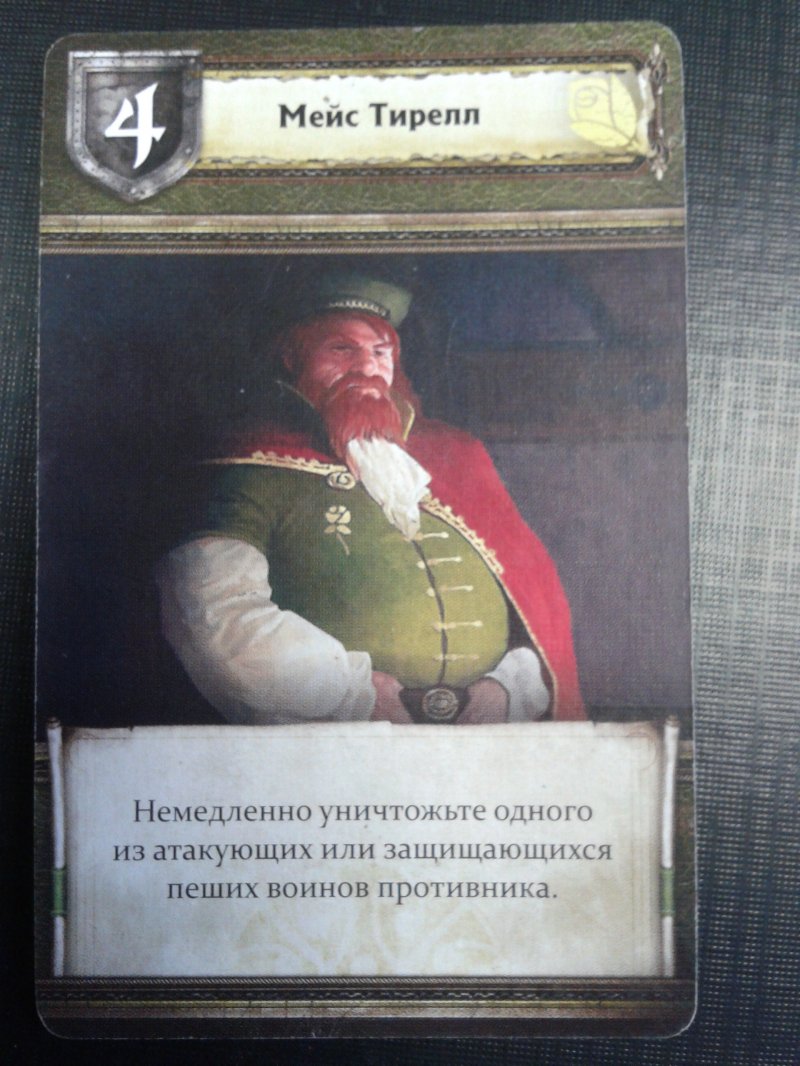 4
Мейс Тирелл
Немедленно уничтожьте одного
из атакующих или защищающихся
пеших воинов противника.